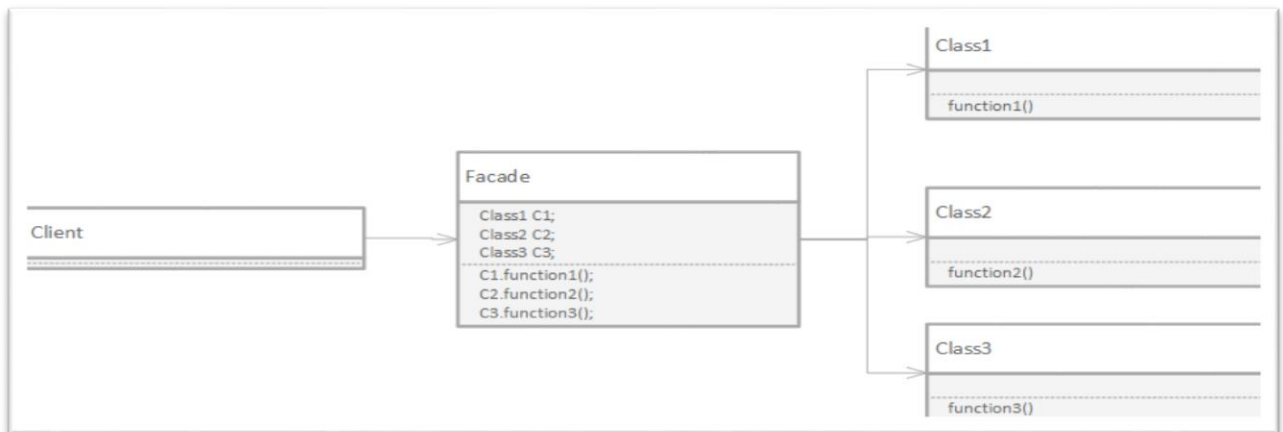 Client
Facade
Class1 C1;
Class2 C2;
Class3 C3;
C1.function1();
C2.function2();
C3.function3();
Class1
function1()
Class2
function2()
Class3
function3()